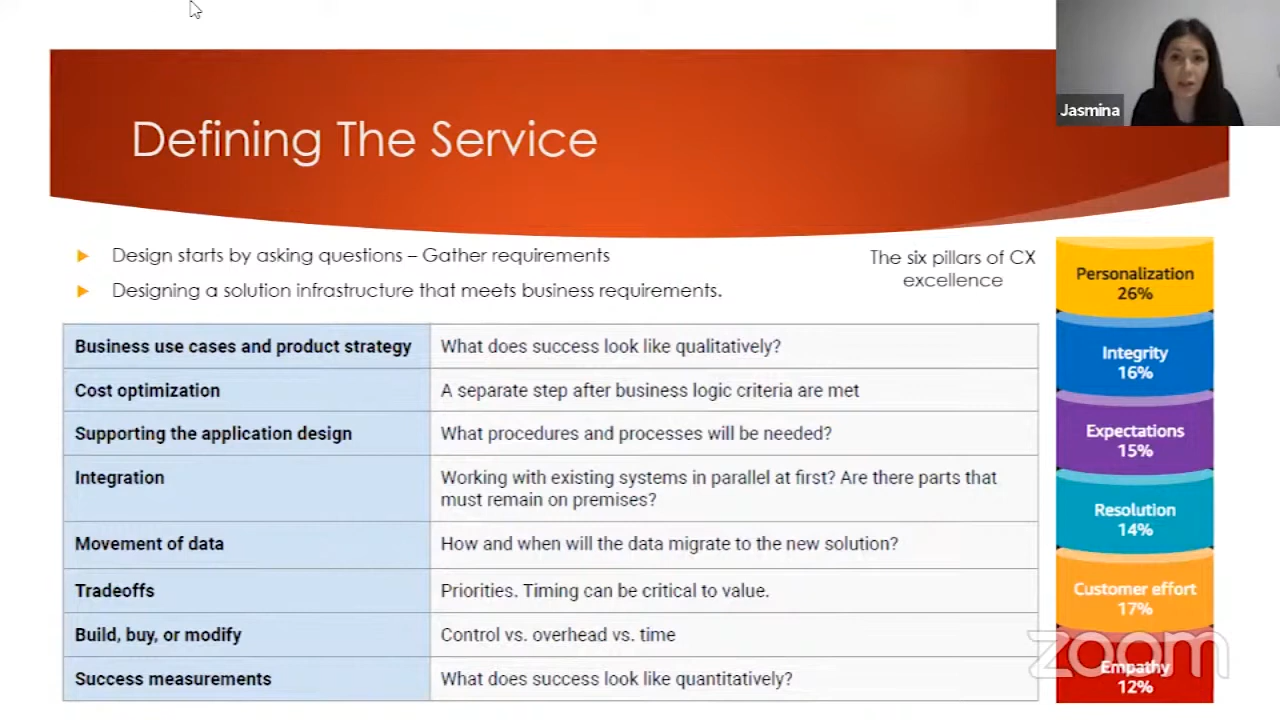 Jasmina
Defining The Service
Design starts by asking questions – Gather requirements
Designing a solution infrastructure that meets business requirements.
The six pillars of CX
excellence
Business use cases and product strategy
What does success look like qualitatively?
Cost optimization
A separate step after business logic criteria are met
Supporting the application design
What procedures and processes will be needed?
Integration
Working with existing systems in parallel at first? Are there parts that
must remain on premises?
Movement of data
How and when will the data migrate to the new solution?
Tradeoffs
Priorities. Timing can be critical to value.
Build, buy, or modify
Control vs. overhead vs. time
Success measurements
What does success look like quantitatively?
Personalization
26%
Integrity
16%
Expectations
15%
Resolution
14%
Customer effort
17%
Empathy
12%
zoom